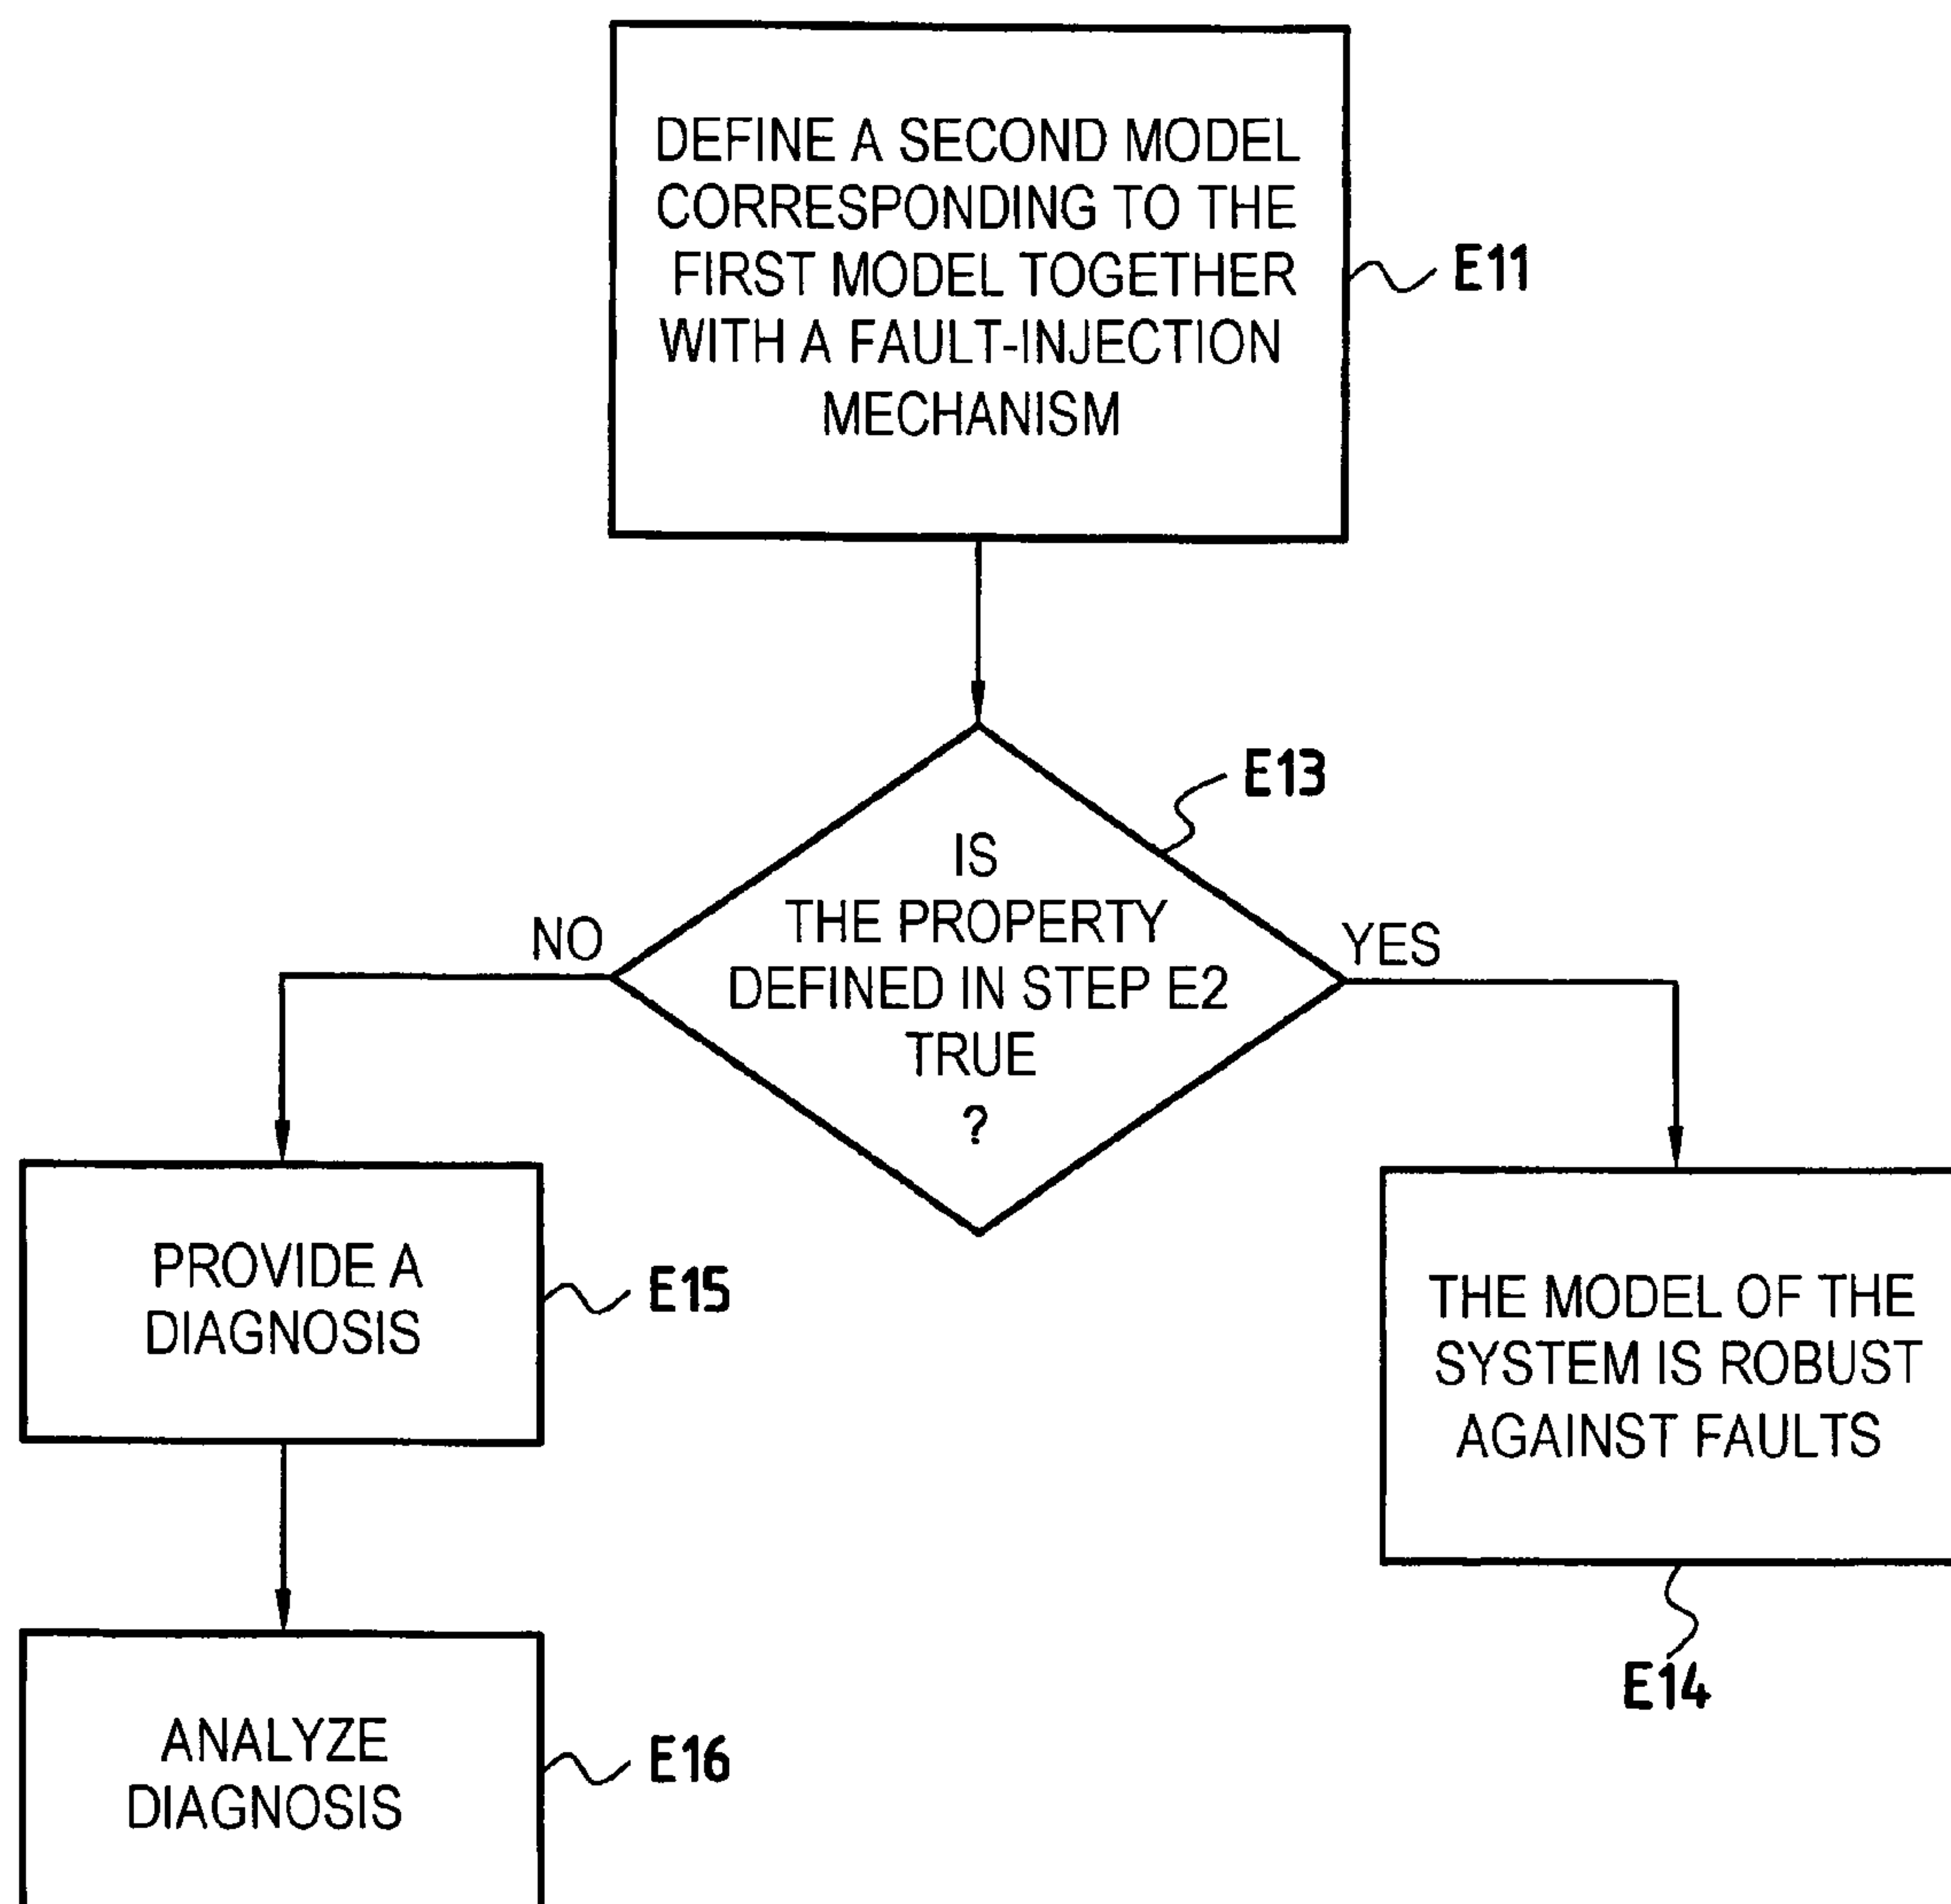 DEFINE A SECOND MODEL
CORRESPONDING TO THE
FIRST MODEL TOGETHER
WITH A FAULT-INJECTION
MECHANISM
E11
E13
IS
THE PROPERTY
DEFINED IN STEP E2
TRUE
?
NO
YES
PROVIDE A
DIAGNOSIS
E15
THE MODEL OF THE
SYSTEM IS ROBUST
AGAINST FAULTS
E14
ANALYZE
DIAGNOSIS
E16